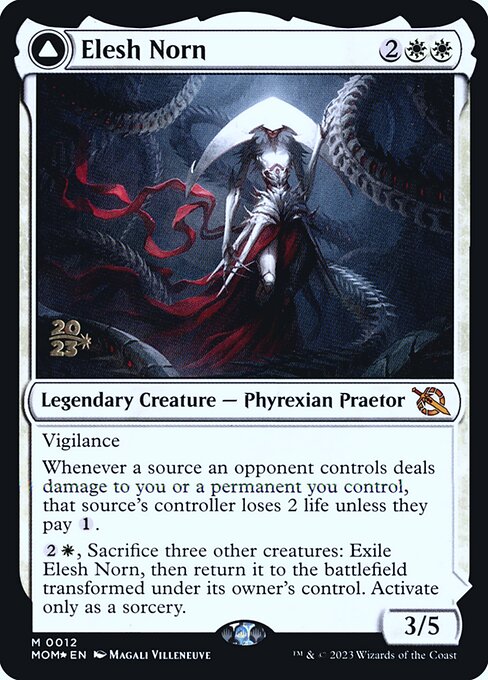 Elesh Norn 2
20
23
Legendary Creature — Phyrexian Praetor
Vigilance
Whenever a source an opponent controls deals
damage to you or a permanent you control,
that source's controller loses 2 life unless they
pay 1.
2, Sacrifice three other creatures: Exile
Elesh Norn, then return it to the battlefield
transformed under its owner's control. Activate
only as a sorcery.
3/5
M 0012
MOM★EN Magali Villeneuve
™ & © 2023 Wizards of the Coast